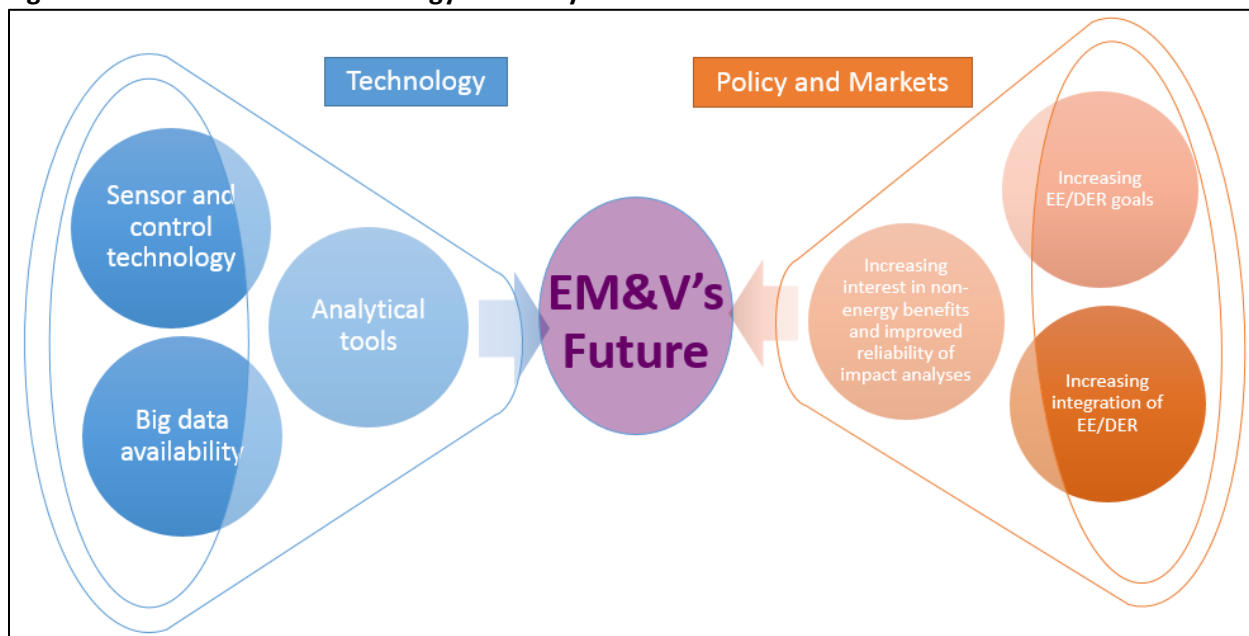 Technology
Policy and Markets
Sensor and
control
technology
Big data
availability
Analytical
tools
EM&V's
Future
Increasing
interest in non-
energy benefits
and improved
reliability of
impact analyses
Increasing
EE/DER goals
Increasing
integration of
EE/DER